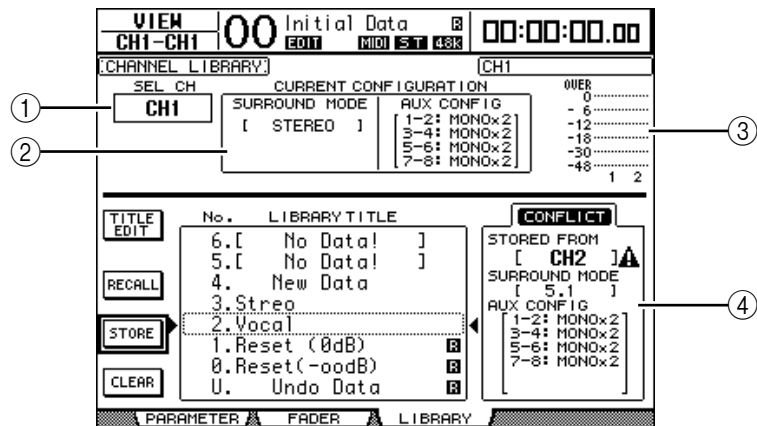 VIEW
CH1-CH1
00
Initial Data R
EDIT MIDI S T 48K
00:00:00.00
CHANNEL LIBRARY
CH1
SEL CH
CH1
CURRENT CONFIGURATION
SURROUND MODE
[ STEREO ]
AUX CONFIG
1-2: MONOx2
3-4: MONOx2
5-6: MONOx2
7-8: MONOx2
OVER
0
- 6
-12
-18
-30
-48
1 2
1
2
3
TITLE EDIT
RECALL
STORE
CLEAR
No. LIBRARY TITLE
6.[ No Data! ]
5.[ No Data! ]
4. New Data
3.Streo
2.Vocal
1.Reset (0dB) R
0.Reset(-oodB) R
U. Undo Data R
CONFLICT
STORED FROM
[ CH2 ]
SURROUND MODE
[ 5.1 ]
AUX CONFIG
1-2: MONOx2
3-4: MONOx2
5-6: MONOx2
7-8: MONOx2
4
PARAMETER
FADER
LIBRARY